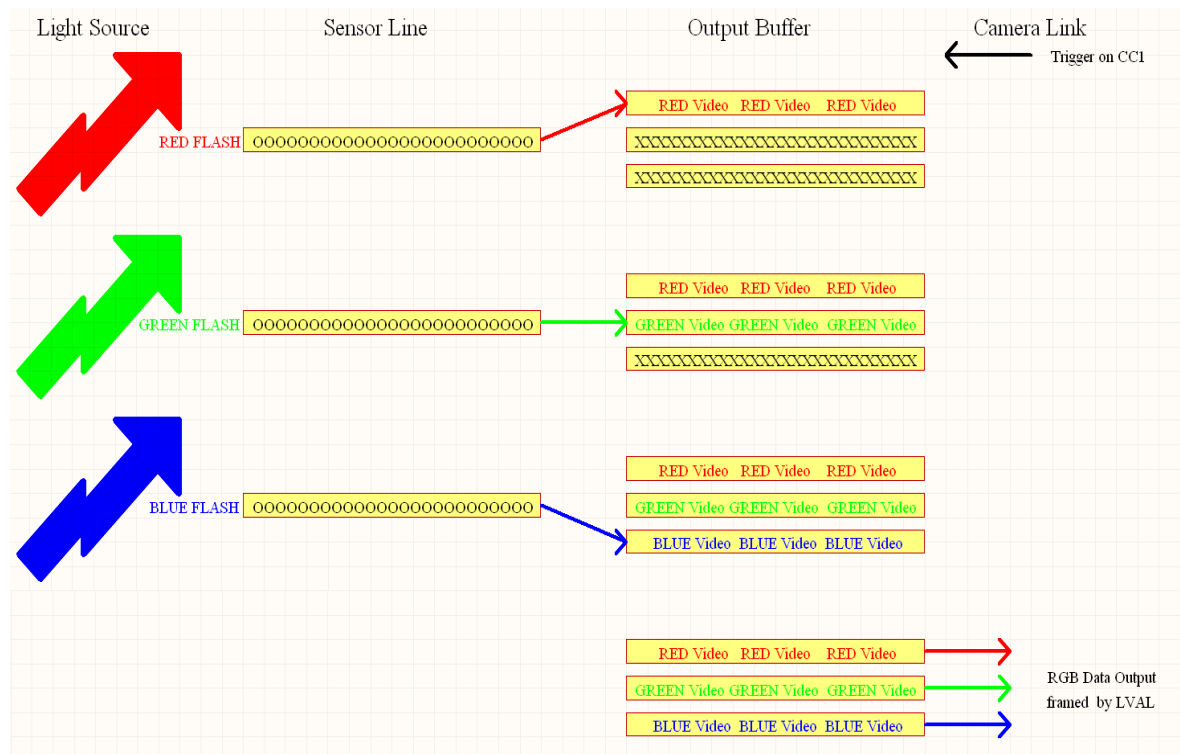 Light Source Sensor Line Output Buffer Camera Link
Trigger on CC1
RED Video RED Video RED Video
RED FLASH OOOOOOOOOOOOOOOOOOOOOOOOO XXXXXXXXXXXXXXXXXXXXXXXXXX
XXXXXXXXXXXXXXXXXXXXXXXXXX
RED Video RED Video RED Video
GREEN FLASH OOOOOOOOOOOOOOOOOOOOOOOOO GREEN Video GREEN Video GREEN Video
XXXXXXXXXXXXXXXXXXXXXXXXXX
RED Video RED Video RED Video
BLUE FLASH OOOOOOOOOOOOOOOOOOOOOOOOO GREEN Video GREEN Video GREEN Video
BLUE Video BLUE Video BLUE Video
RED Video RED Video RED Video
RGB Data Output
GREEN Video GREEN Video GREEN Video
framed by LVAL
BLUE Video BLUE Video BLUE Video